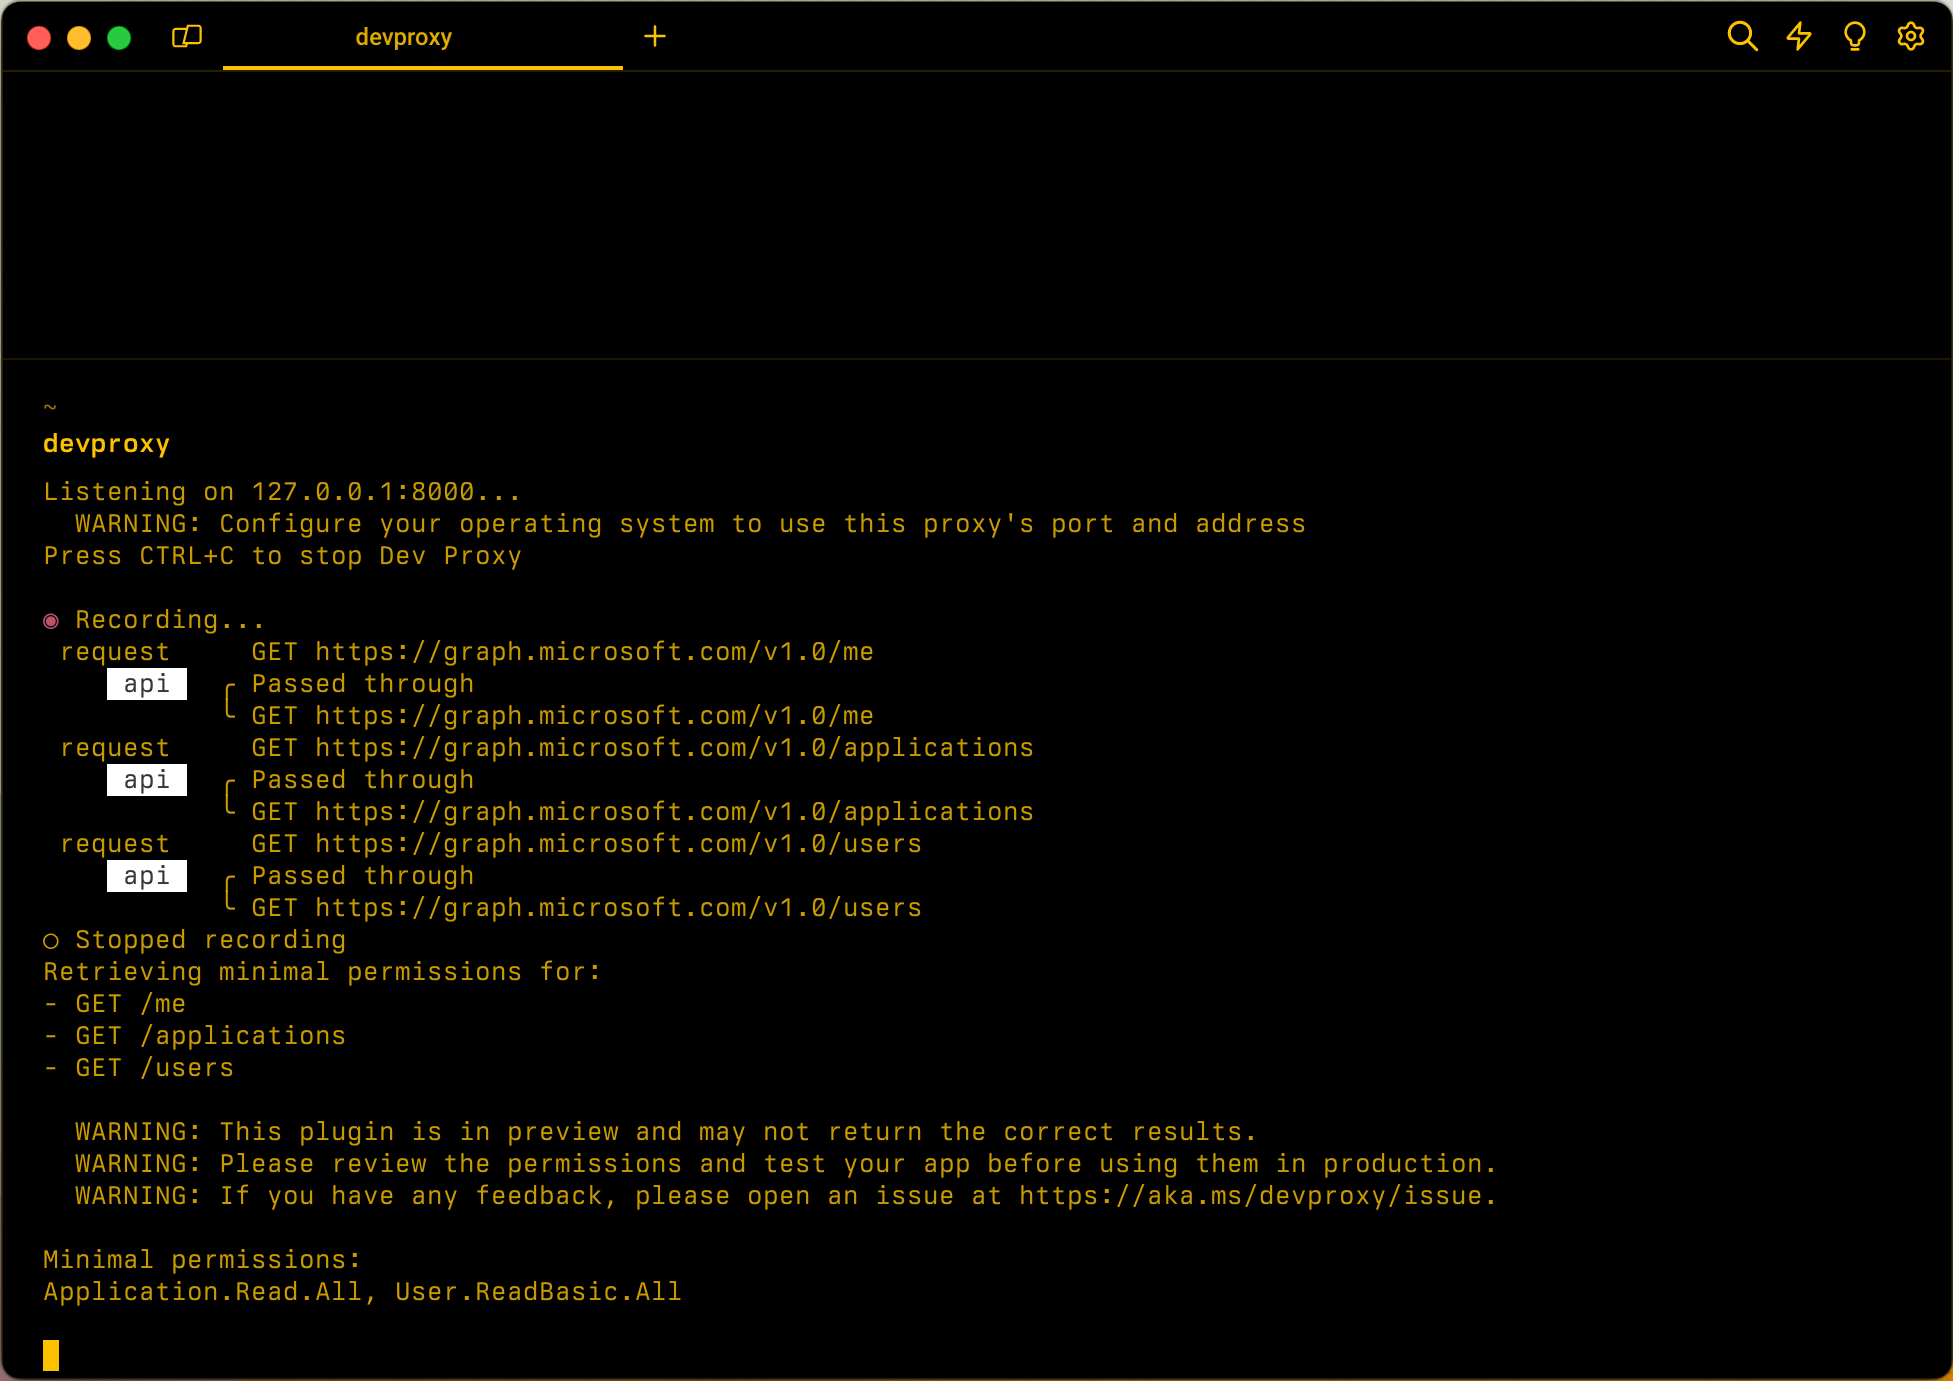 devproxy
~
devproxy
Listening on 127.0.0.1:8000...
  WARNING: Configure your operating system to use this proxy's port and address
Press CTRL+C to stop Dev Proxy
◉ Recording...
 request     GET https://graph.microsoft.com/v1.0/me
     api   ╭ Passed through
           ╰ GET https://graph.microsoft.com/v1.0/me
 request     GET https://graph.microsoft.com/v1.0/applications
     api   ╭ Passed through
           ╰ GET https://graph.microsoft.com/v1.0/applications
 request     GET https://graph.microsoft.com/v1.0/users
     api   ╭ Passed through
           ╰ GET https://graph.microsoft.com/v1.0/users
○ Stopped recording
Retrieving minimal permissions for:
- GET /me
- GET /applications
- GET /users
  WARNING: This plugin is in preview and may not return the correct results.
  WARNING: Please review the permissions and test your app before using them in production.
  WARNING: If you have any feedback, please open an issue at https://aka.ms/devproxy/issue.
Minimal permissions:
Application.Read.All, User.ReadBasic.All